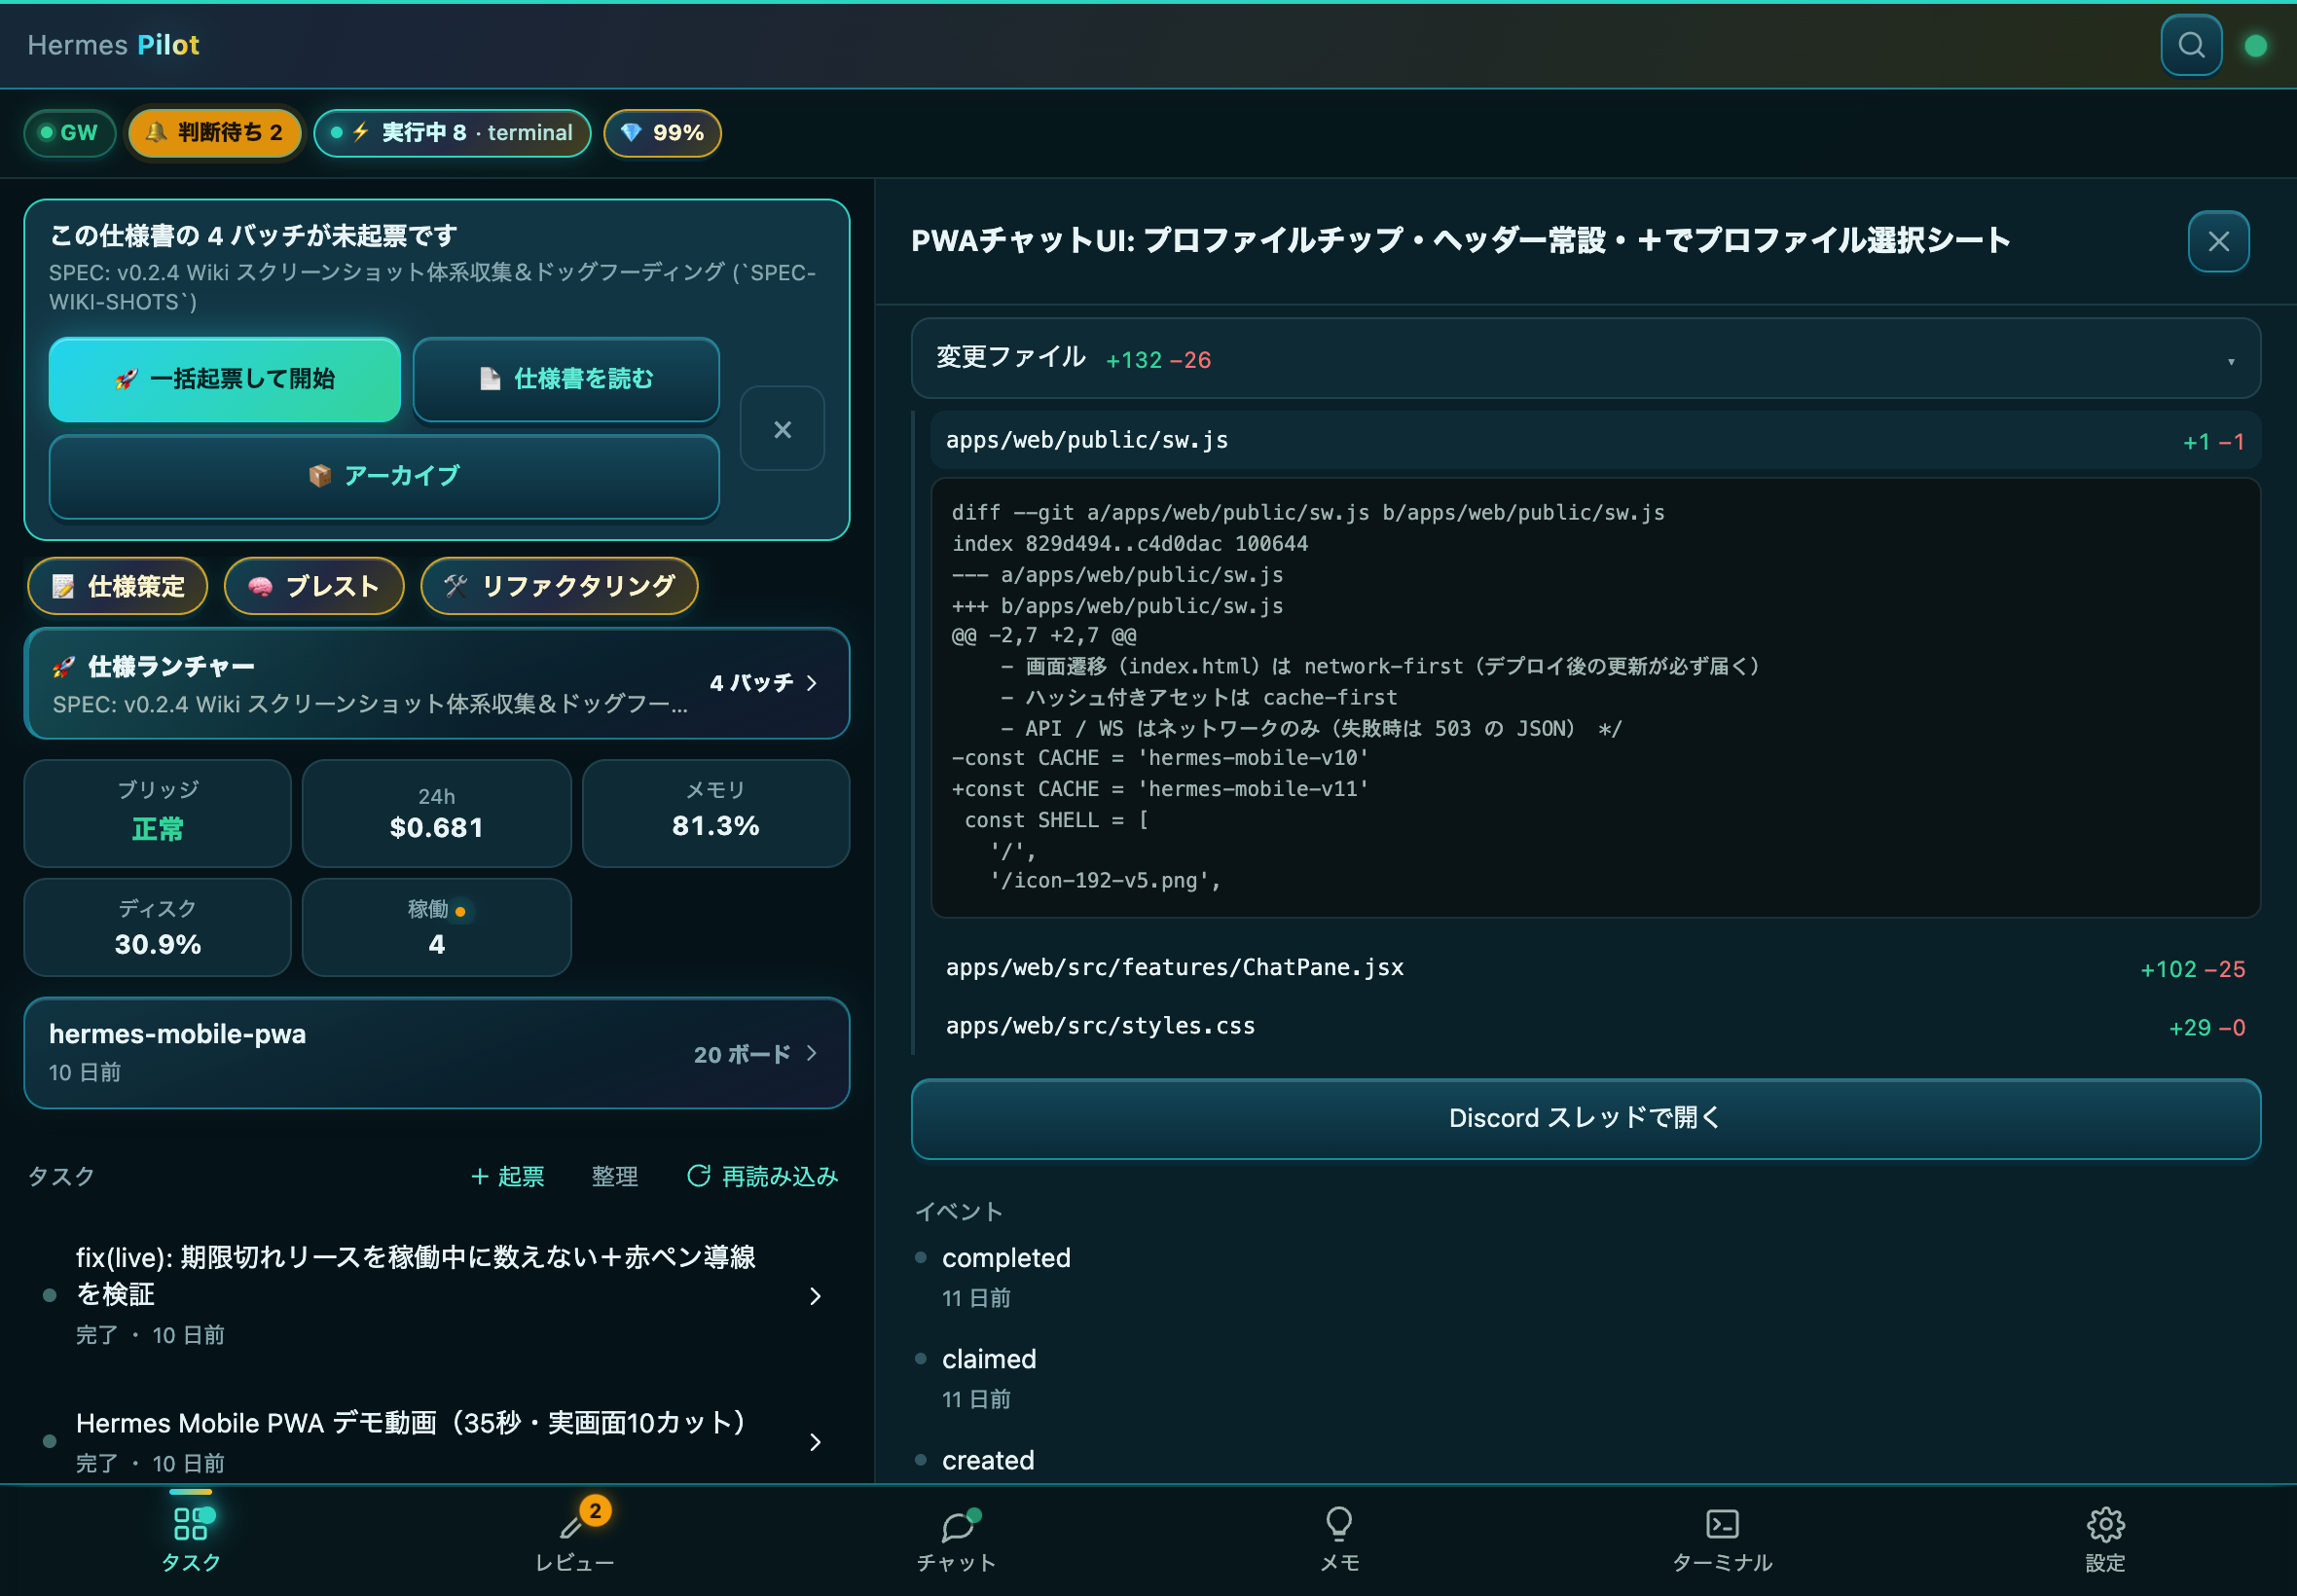 Hermes Pilot
GW
判断待ち 2
実行中 8 · terminal
99%
この仕様書の 4 バッチが未起票です
SPEC: v0.2.4 Wiki スクリーンショット体系収集&ドッグフーディング (`SPEC-
WIKI-SHOTS`)
一括起票して開始
仕様書を読む
アーカイブ
仕様策定
ブレスト
リファクタリング
仕様ランチャー
SPEC: v0.2.4 Wiki スクリーンショット体系収集&ドッグフー...
4 バッチ
ブリッジ
正常
24h
$0.681
メモリ
81.3%
ディスク
30.9%
稼働
4
hermes-mobile-pwa
10 日前
20 ボード
タスク
+ 起票
整理
再読み込み
fix(live): 期限切れリースを稼働中に数えない+赤ペン導線
を検証
完了 ・ 10 日前
Hermes Mobile PWA デモ動画（35秒・実画面10カット）
完了 ・ 10 日前
PWAチャットUI: プロファイルチップ・ヘッダー常設・＋でプロファイル選択シート
変更ファイル +132 −26
apps/web/public/sw.js +1 −1
diff --git a/apps/web/public/sw.js b/apps/web/public/sw.js
index 829d494..c4d0dac 100644
--- a/apps/web/public/sw.js
+++ b/apps/web/public/sw.js
@@ -2,7 +2,7 @@
- 画面遷移（index.html）は network-first（デプロイ後の更新が必ず届く）
- ハッシュ付きアセットは cache-first
- API / WS はネットワークのみ（失敗時は 503 の JSON） */
-const CACHE = 'hermes-mobile-v10'
+const CACHE = 'hermes-mobile-v11'
const SHELL = [
'/',
'/icon-192-v5.png',
apps/web/src/features/ChatPane.jsx +102 −25
apps/web/src/styles.css +29 −0
Discord スレッドで開く
イベント
completed
11 日前
claimed
11 日前
created
タスク
2
レビュー
チャット
メモ
ターミナル
設定